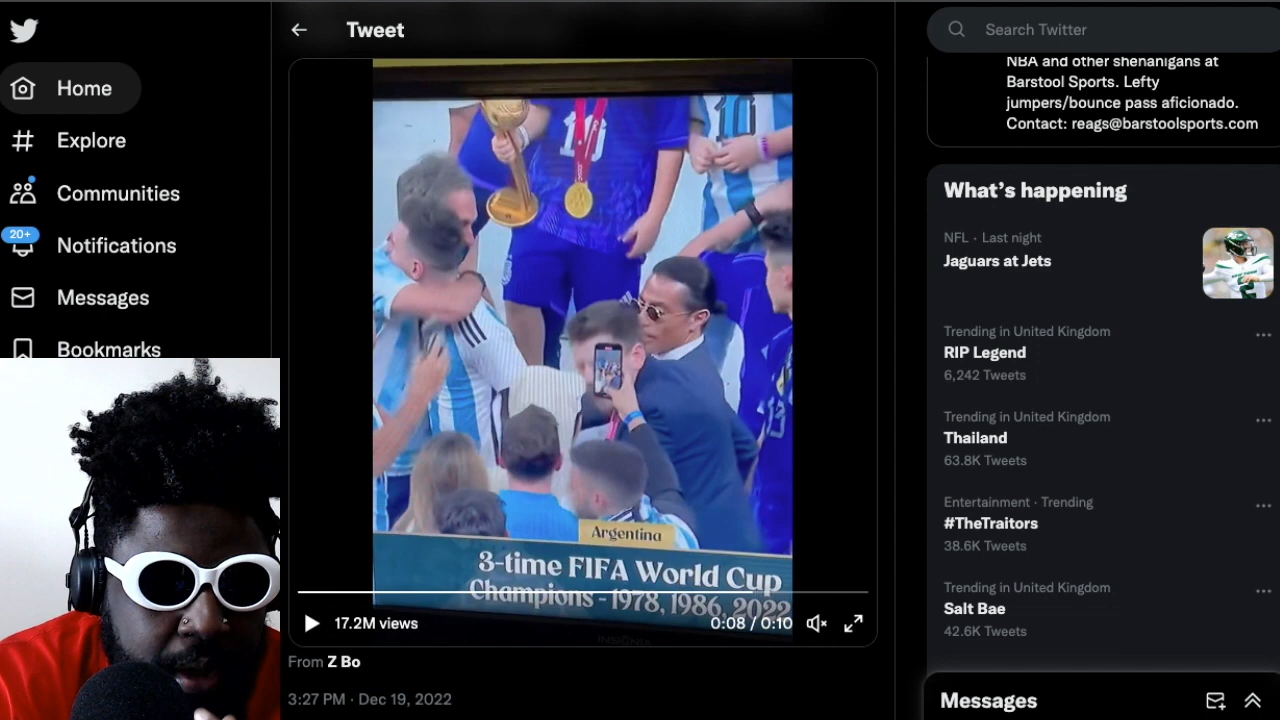 Home
Explore
Communities
20+
Notifications
Messages
Bookmarks
Tweet
10
10
13
Argentina
3-time FIFA World Cup
Champions - 1978, 1986, 2022
INSIGNIA
17.2M views
0:08 / 0:10
From Z Bo
3:27 PM · Dec 19, 2022
Search Twitter
NBA and other shenanigans at
Barstool Sports. Lefty
jumpers/bounce pass aficionado.
Contact: reags@barstoolsports.com
What's happening
NFL · Last night
Jaguars at Jets
Trending in United Kingdom
RIP Legend
6,242 Tweets
Trending in United Kingdom
Thailand
63.8K Tweets
Entertainment · Trending
#TheTraitors
38.6K Tweets
Trending in United Kingdom
Salt Bae
42.6K Tweets
Messages